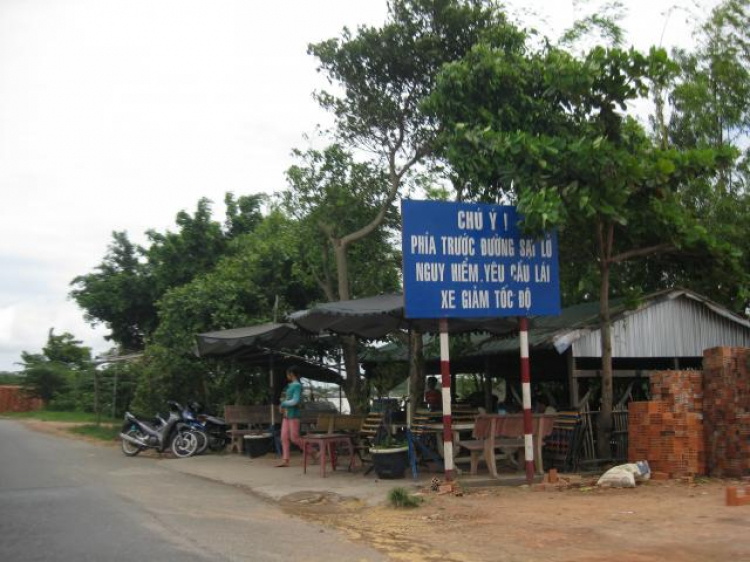 CHÚ Ý !
PHÍA TRƯỚC ĐƯỜNG SẠT LỞ
NGUY HIỂM . YÊU CẦU LÁI
XE GIẢM TỐC ĐỘ